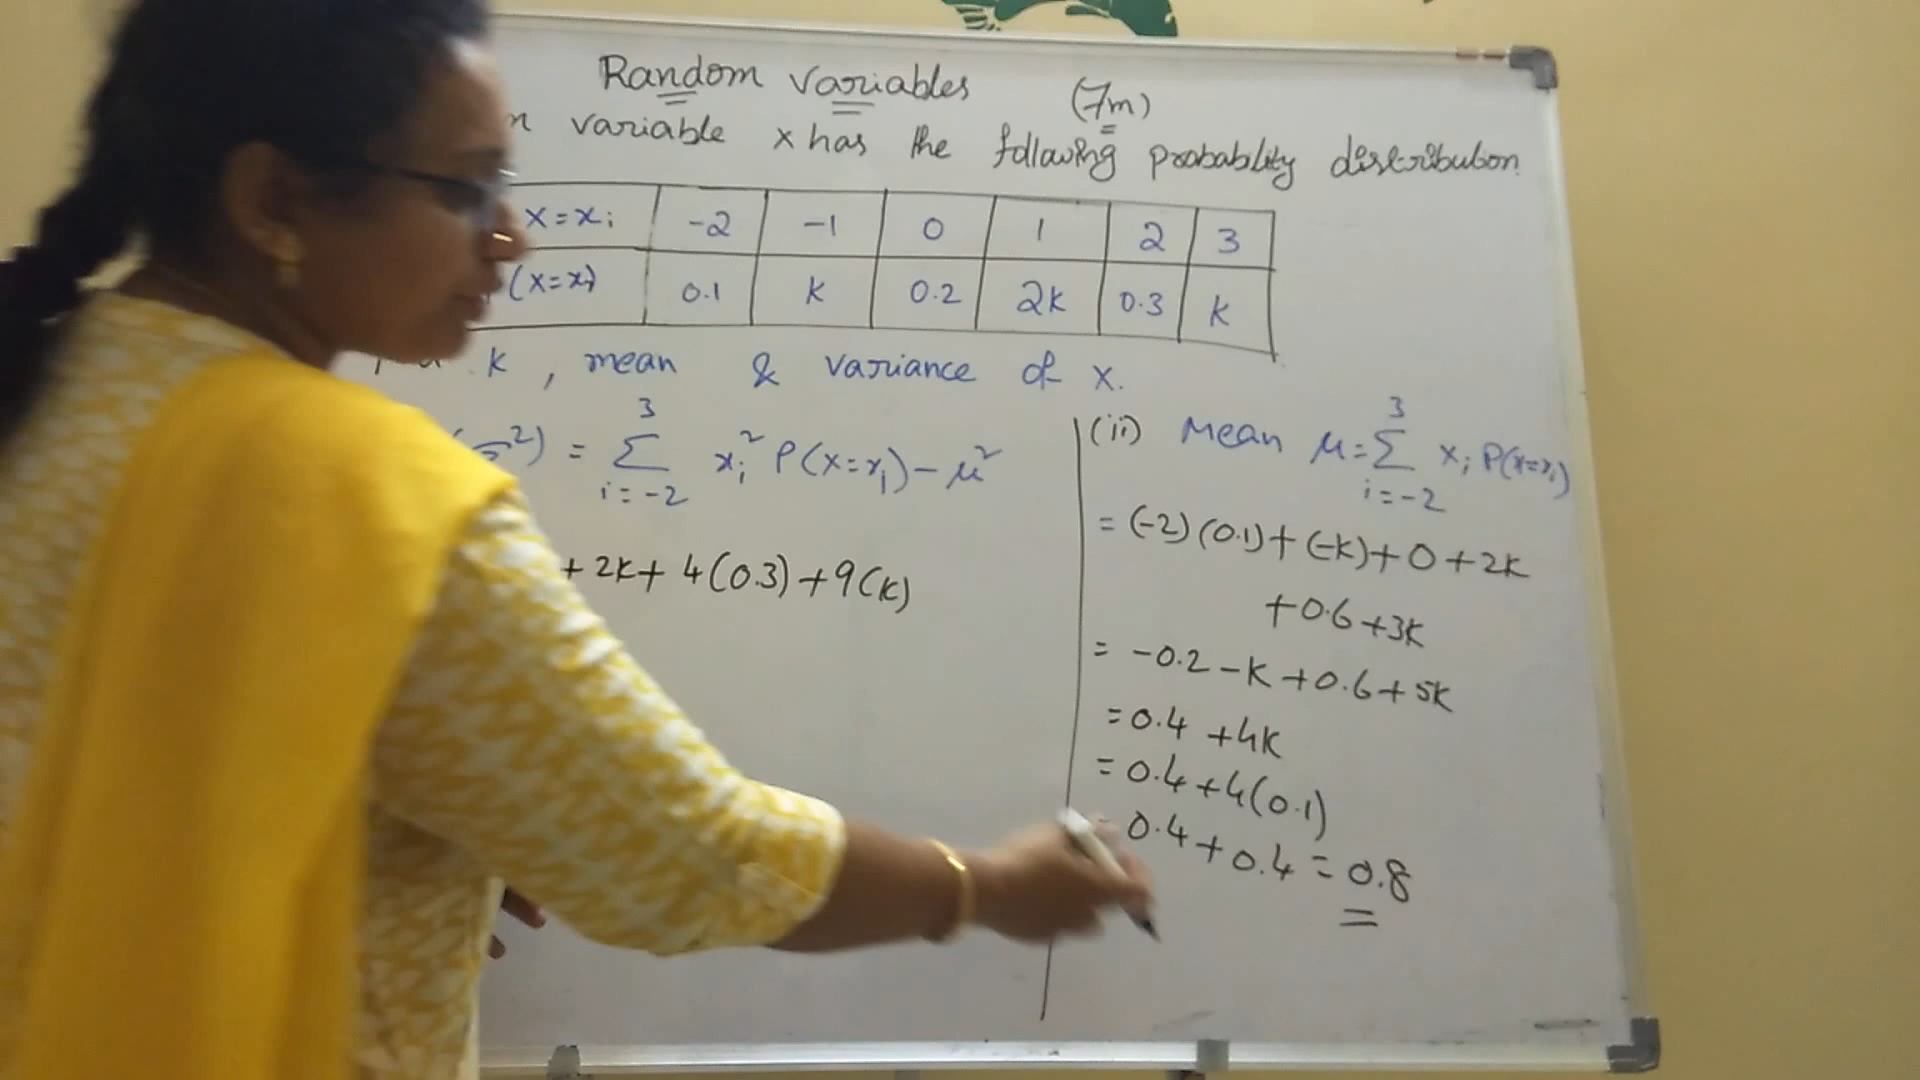 Random variables (7m)
n variable x has the following probability distribution.
x=xi -2 -1 0 1 2 3
(x=xi) 0.1 k 0.2 2k 0.3 k
k, mean & variance of x.
σ²) = Σ_{i=-2}^{3} xi² P(x=xi) - μ²
+ 2k + 4(0.3) + 9(k)
(ii) Mean μ = Σ_{i=-2}^{3} xi P(x=xi)
= (-2)(0.1) + (-k) + 0 + 2k
+ 0.6 + 3k
= -0.2 - k + 0.6 + 5k
= 0.4 + 4k
= 0.4 + 4(0.1)
0.4 + 0.4 = 0.8